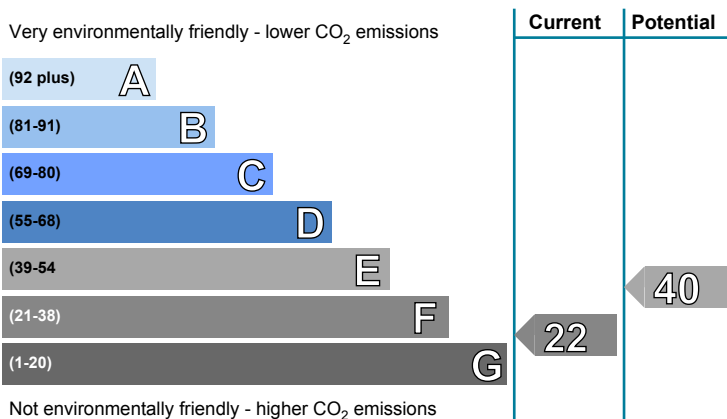 Very environmentally friendly - lower CO2 emissions
Current
Potential
(92 plus) A
(81-91) B
(69-80) C
(55-68) D
(39-54 E
40
(21-38) F
22
(1-20) G
Not environmentally friendly - higher CO2 emissions